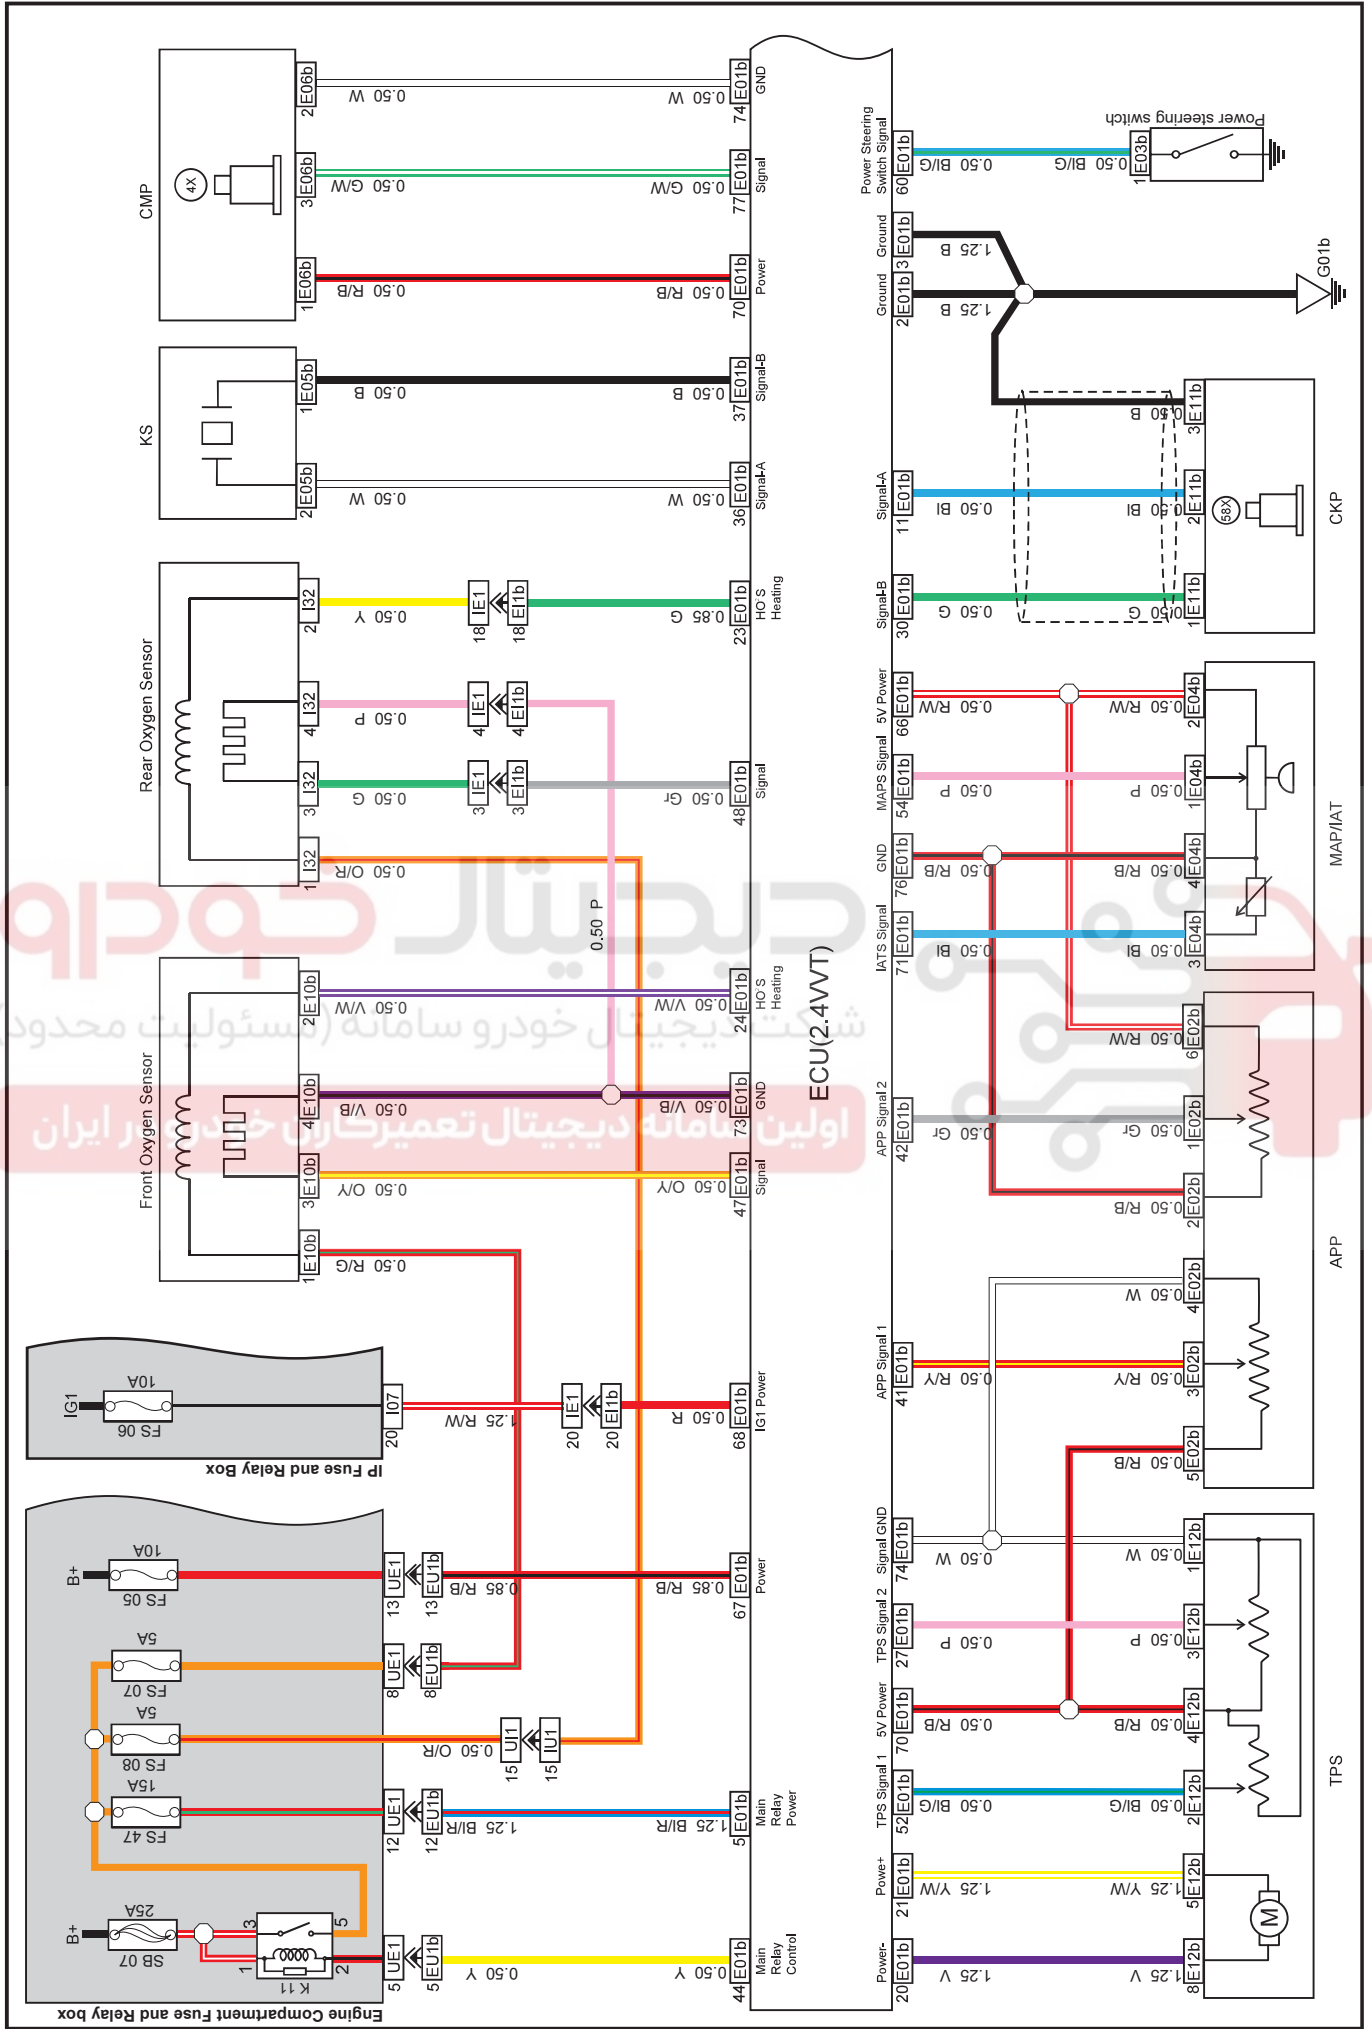 CMP
4X
2 E06b
0.50 W
0.50 W
74 E01b
GND
3 E06b
0.50 G/W
0.50 G/W
77 E01b
Signal
1 E06b
0.50 R/B
0.50 R/B
70 E01b
Power
KS
1 E05b
0.50 B
0.50 B
37 E01b
Signal-B
2 E05b
0.50 W
0.50 W
36 E01b
Signal-A
Rear Oxygen Sensor
2 I32
0.50 Y
18 IE1
18 EI1b
0.85 G
23 E01b
HO'S
Heating
4 I32
0.50 P
4 IE1
4 EI1b
3 I32
0.50 G
3 IE1
3 EI1b
0.50 Gr
48 E01b
Signal
1 I32
0.50 O/R
0.50 P
Front Oxygen Sensor
2 E10b
0.50 V/W
0.50 V/W
24 E01b
HO'S
Heating
4 E10b
0.50 V/B
0.50 V/B
73 E01b
GND
3 E10b
0.50 O/Y
0.50 O/Y
47 E01b
Signal
1 E10b
0.50 R/G
IG1
10A
FS 06
IP Fuse and Relay Box
20 I07
1.25 R/W
20 IE1
20 EI1b
0.50 R
68 E01b
IG1 Power
B+
10A
FS 05
13 UE1
13 EU1b
0.85 R/B
0.85 R/B
67 E01b
Power
5A
FS 07
8 UE1
8 EU1b
5A
FS 08
0.50 O/R
15 UI1
15 IU1
15A
FS 47
12 UE1
12 EU1b
1.25 Bl/R
1.25 Bl/R
5 E01b
Main
Relay
Power
B+
25A
SB 07
3
5
1
2
K 11
5 UE1
5 EU1b
0.50 Y
0.50 Y
44 E01b
Main
Relay
Control
Engine Compartment Fuse and Relay box
ECU(2.4VVT)
Power Steering
Switch Signal
60 E01b
0.50 Bl/G
0.50 Bl/G
1 E03b
Power steering switch
Ground
3 E01b
1.25 B
Ground
2 E01b
1.25 B
G01b
0.50 B
3 E11b
Signal-A
11 E01b
0.50 Bl
0.50 Bl
2 E11b
58X
CKP
Signal-B
30 E01b
0.50 G
0.50 G
1 E11b
5V Power
66 E01b
0.50 R/W
0.50 R/W
2 E04b
MAPS Signal
54 E01b
0.50 P
0.50 P
1 E04b
GND
76 E01b
0.50 R/B
0.50 R/B
4 E04b
MAP/IAT
IATS Signal
71 E01b
0.50 Bl
0.50 Bl
3 E04b
0.50 R/W
6 E02b
APP Signal 2
42 E01b
0.50 Gr
0.50 Gr
1 E02b
0.50 R/B
2 E02b
APP
0.50 W
4 E02b
APP Signal 1
41 E01b
0.50 R/Y
0.50 R/Y
3 E02b
0.50 R/B
5 E02b
Signal GND
74 E01b
0.50 W
0.50 W
1 E12b
TPS Signal 2
27 E01b
0.50 P
0.50 P
3 E12b
5V Power
70 E01b
0.50 R/B
0.50 R/B
4 E12b
TPS
TPS Signal 1
52 E01b
0.50 Bl/G
0.50 Bl/G
2 E12b
Powe+
21 E01b
1.25 Y/W
1.25 Y/W
5 E12b
M
Power-
20 E01b
1.25 V
1.25 V
8 E12b
دیجیتال خودرو
شرکت دیجیتال خودرو سامانه (مسئولیت محدود)
اولین سامانه دیجیتال تعمیرکاران خودرو در ایران